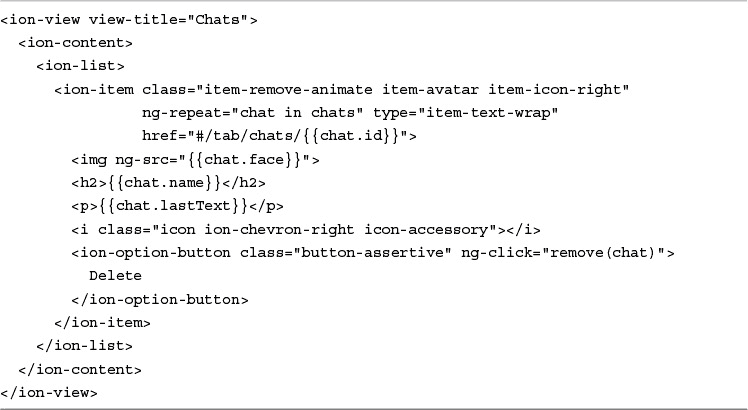 <ion-view view-title="Chats">
  <ion-content>
    <ion-list>
      <ion-item class="item-remove-animate item-avatar item-icon-right"
                ng-repeat="chat in chats" type="item-text-wrap"
                href="#/tab/chats/{{chat.id}}">
        <img ng-src="{{chat.face}}">
        <h2>{{chat.name}}</h2>
        <p>{{chat.lastText}}</p>
        <i class="icon ion-chevron-right icon-accessory"></i>
        <ion-option-button class="button-assertive" ng-click="remove(chat)">
          Delete
        </ion-option-button>
      </ion-item>
    </ion-list>
  </ion-content>
</ion-view>